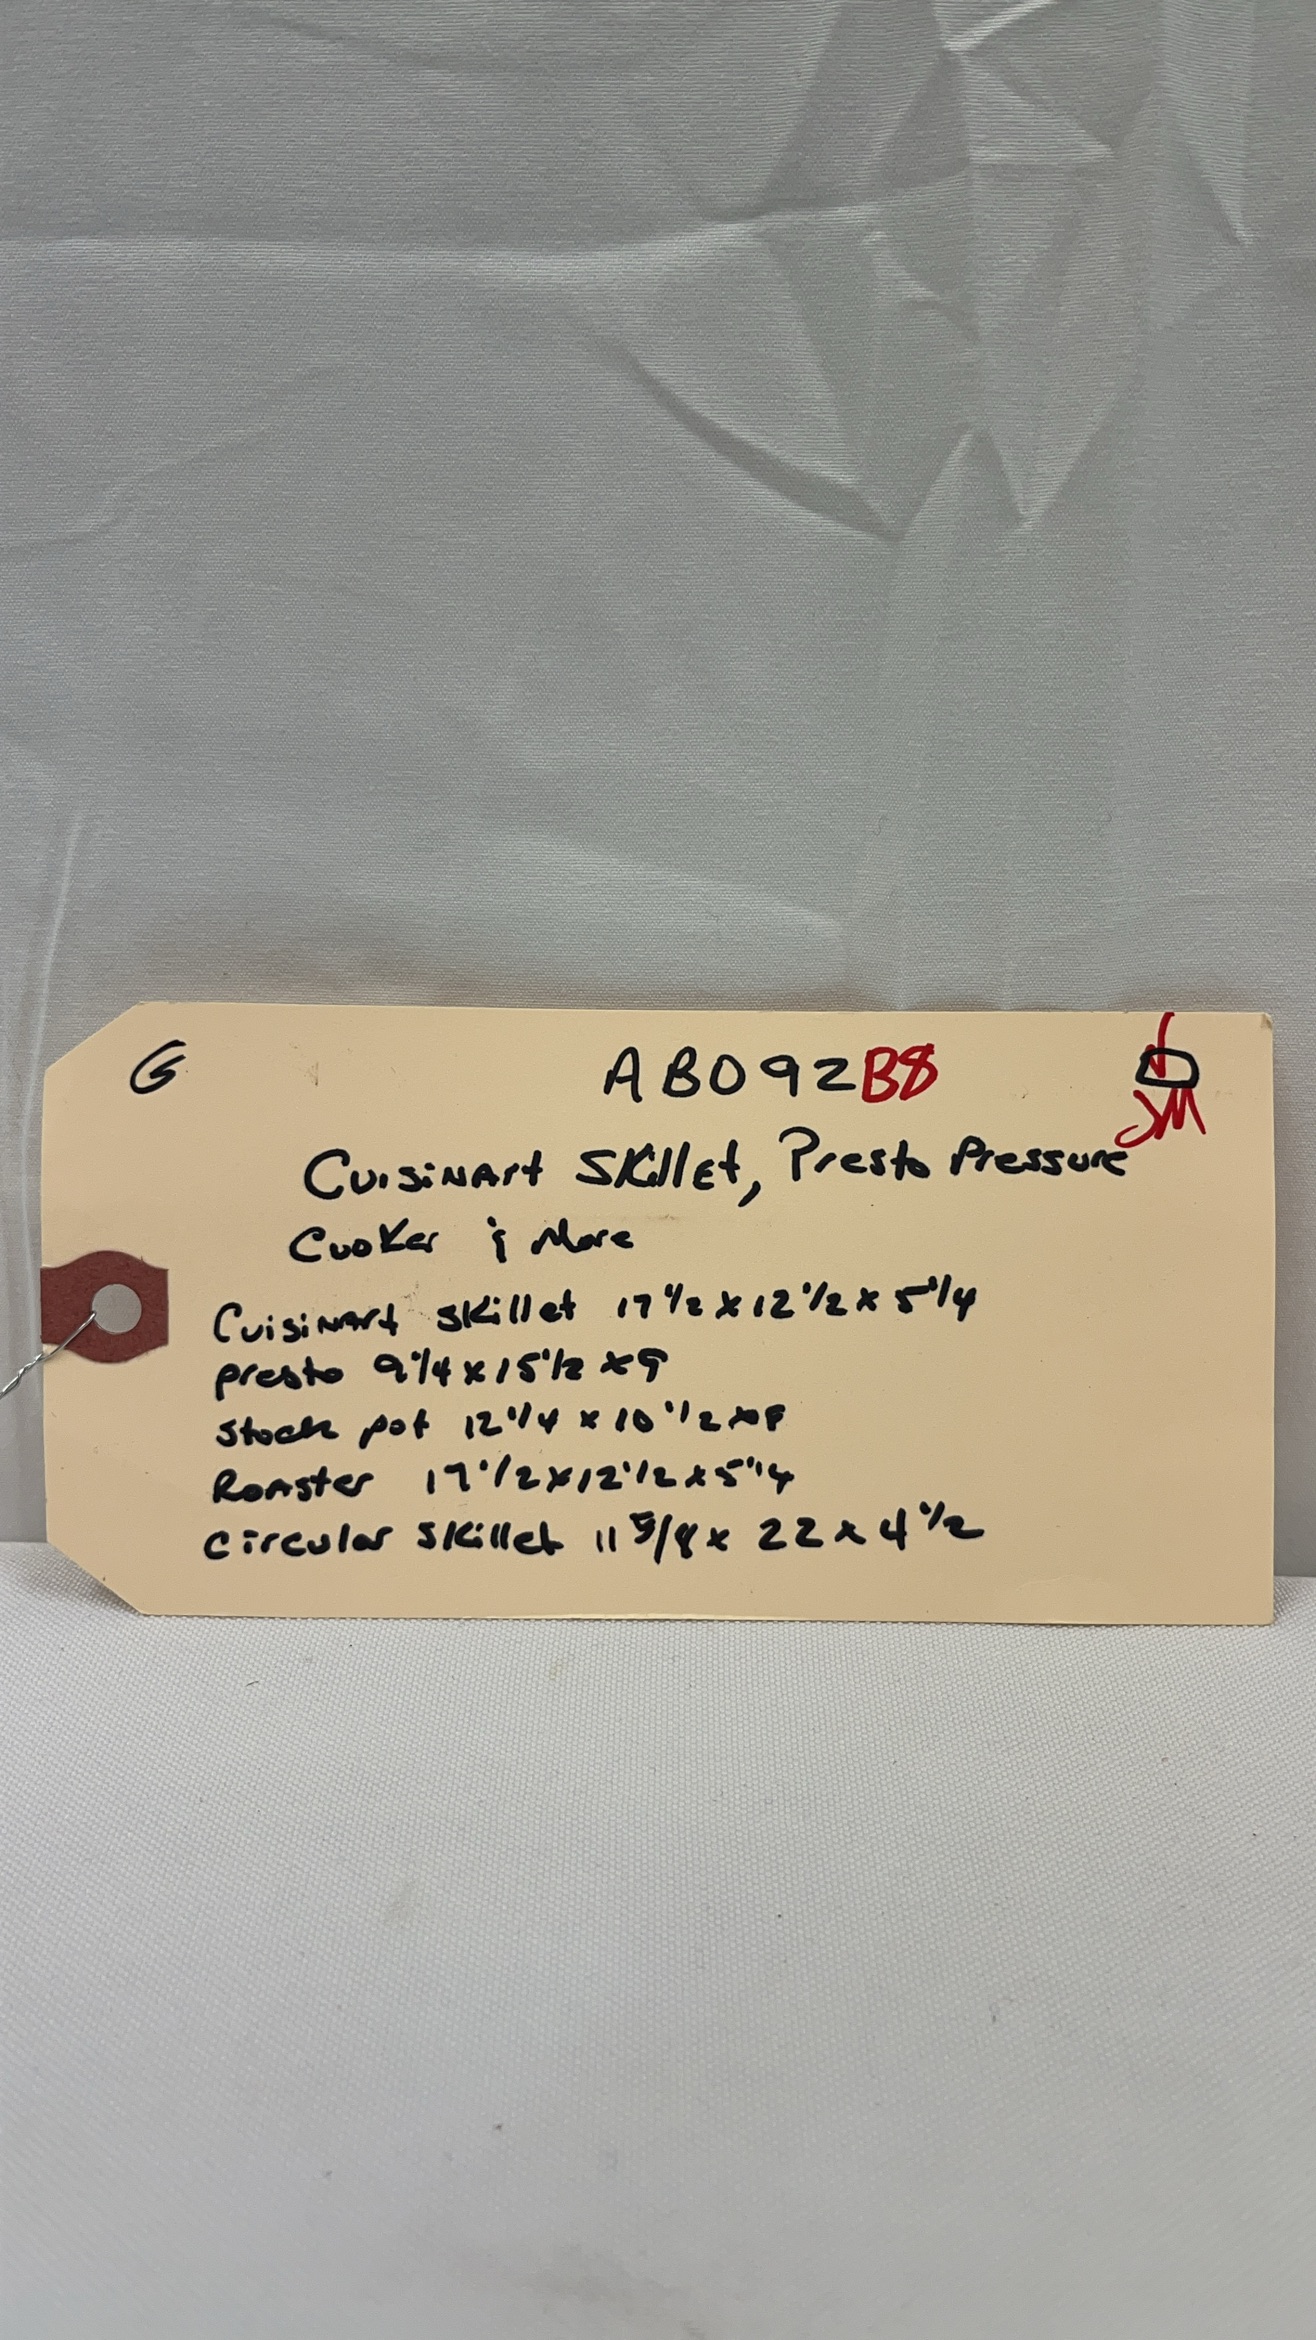 G
AB092B8
JM
Cuisinart Skillet, Presto Pressure
Cooker & More
Cuisinart skillet 17 1/2 x 12 1/2 x 5 1/4
presto 9 1/4 x 15 1/2 x 9
stock pot 12 1/4 x 10 1/2 x
Roaster 17 1/2 x 12 1/2 x 5 1/4
circular skillet 11 5/8 x 22 x 4 1/2